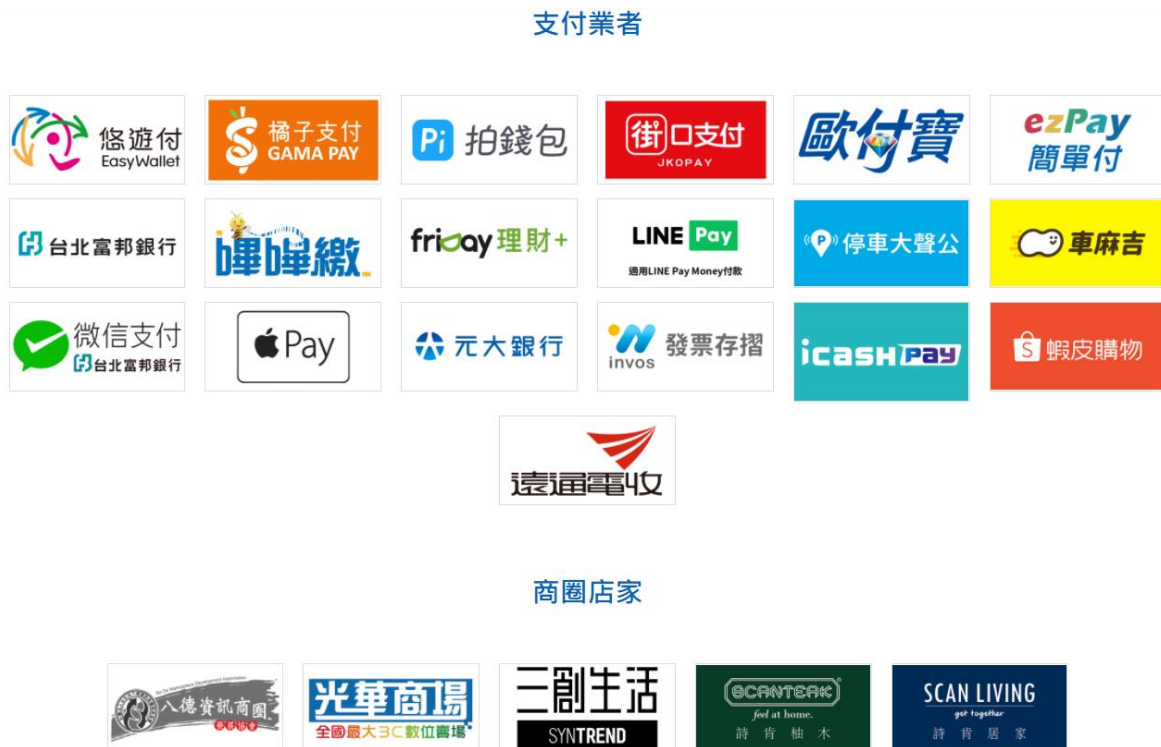 支付業者
悠遊付
EasyWallet
橘子支付
GAMA PAY
Pi 拍錢包
街口支付
JKOPAY
歐付寶
ezPay
簡單付
台北富邦銀行
嗶嗶繳
friDay理財+
LINE Pay
適用LINE Pay Money付款
P 停車大聲公
車麻吉
微信支付
台北富邦銀行
Pay
元大銀行
invos
發票存摺
icash Pay
S 蝦皮購物
遠通電收
商圈店家
八德資訊商圈
光華商場
全國最大3C數位賣場
三創生活
SYNTREND
SCANTEAK
feel at home.
詩肯柚木
SCAN LIVING
get together
詩肯居家